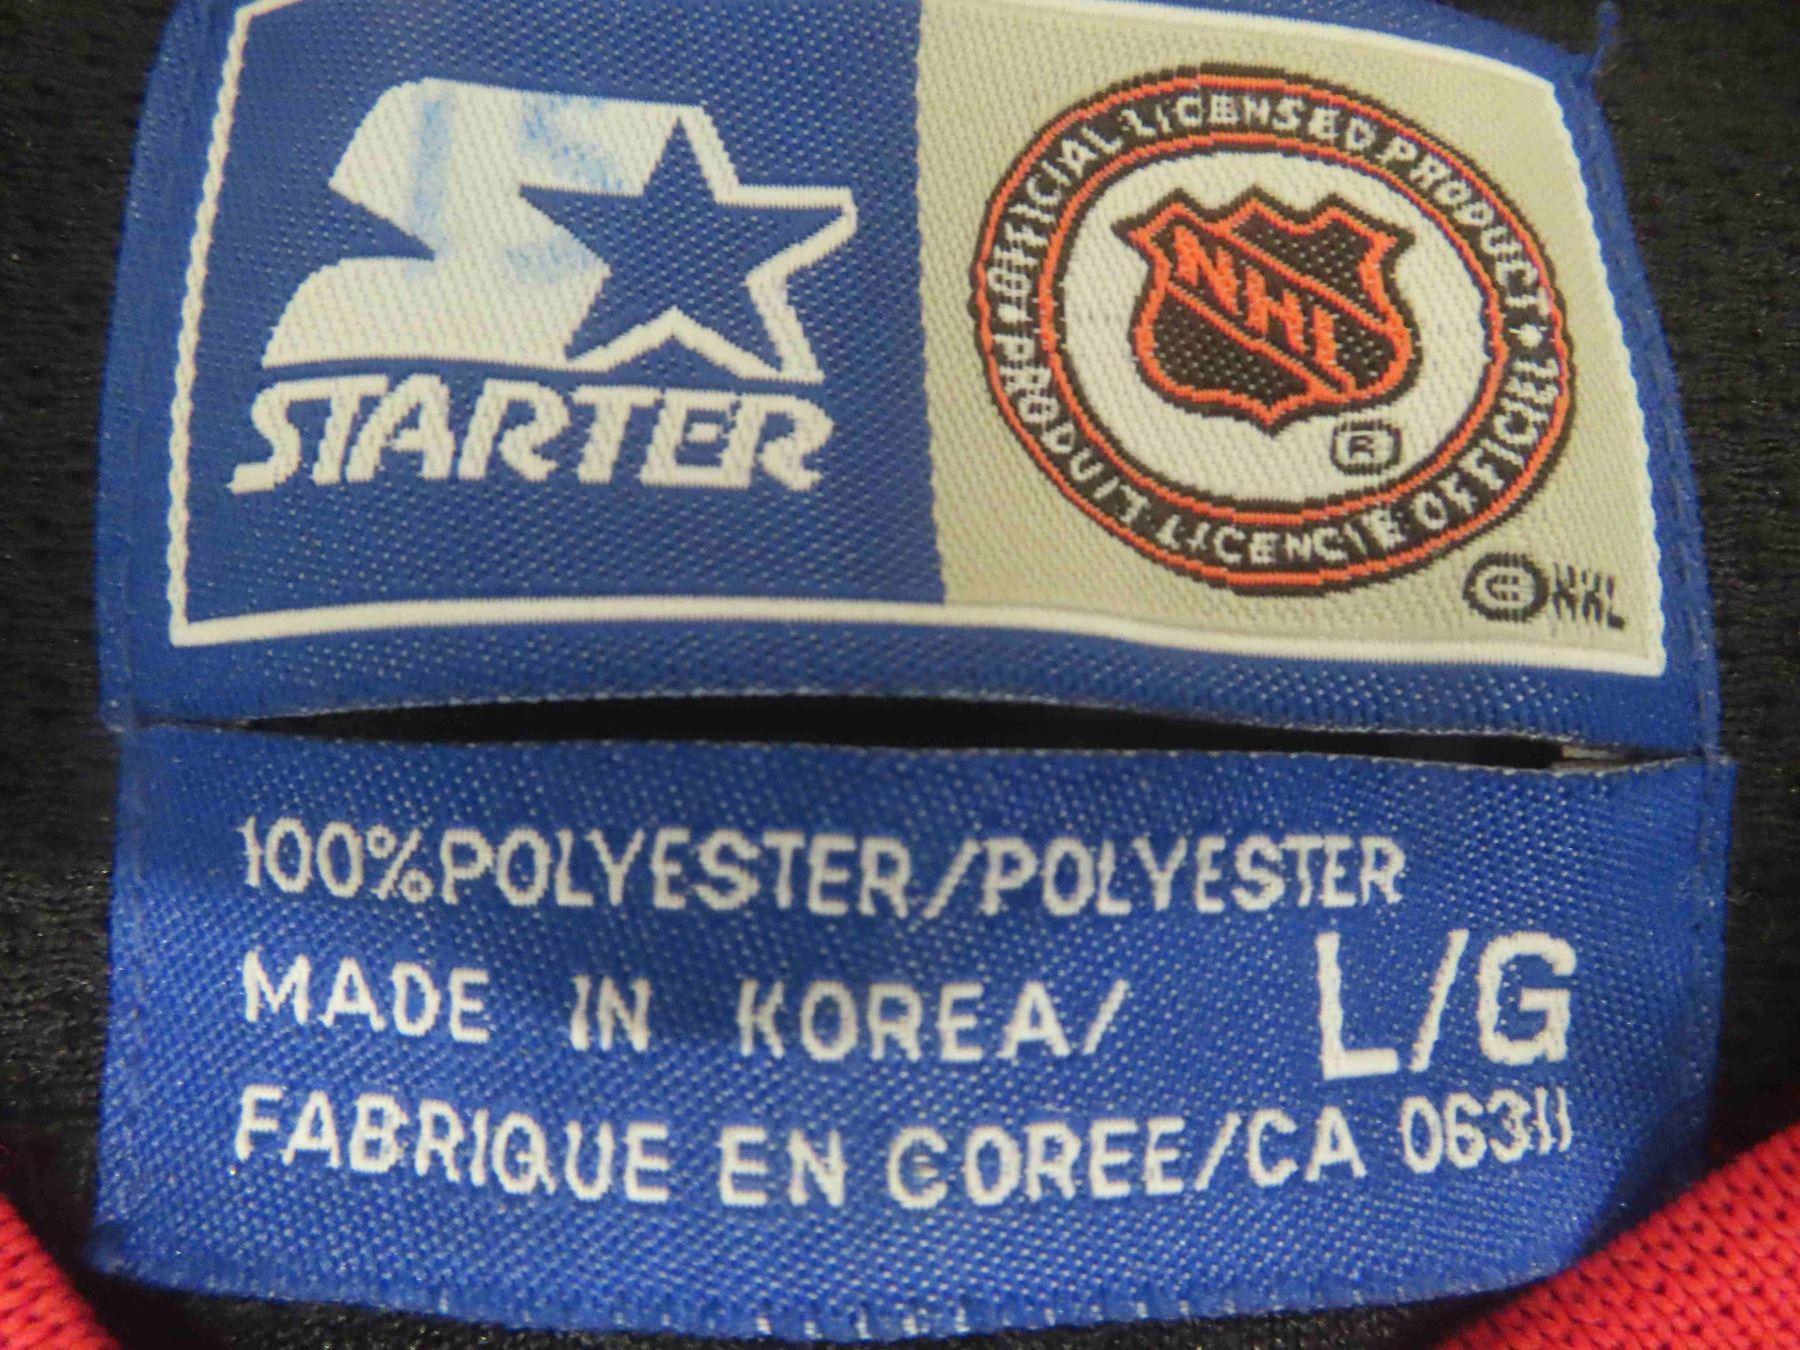 STARTER
OFFICIAL LICENSED PRODUCT
NHL
®
PRODUIT LICENCIE OFFICIEL
© NHL
100% POLYESTER/POLYESTER
MADE IN KOREA/ L/G
FABRIQUE EN COREE/CA 06311